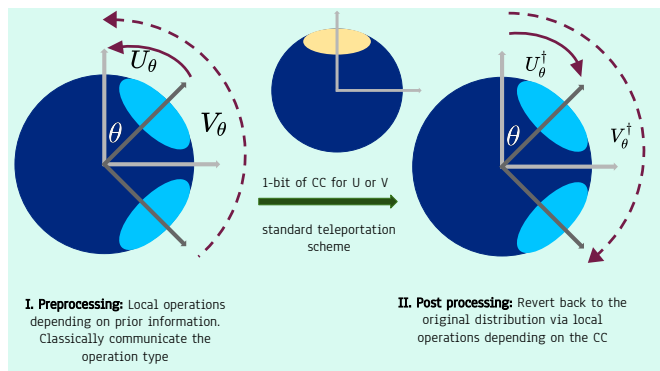 U_θ
V_θ
θ
1-bit of CC for U or V
standard teleportation
scheme
U_θ^†
V_θ^†
θ
I. Preprocessing: Local operations
depending on prior information.
Classically communicate the
operation type
II. Post processing: Revert back to the
original distribution via local
operations depending on the CC